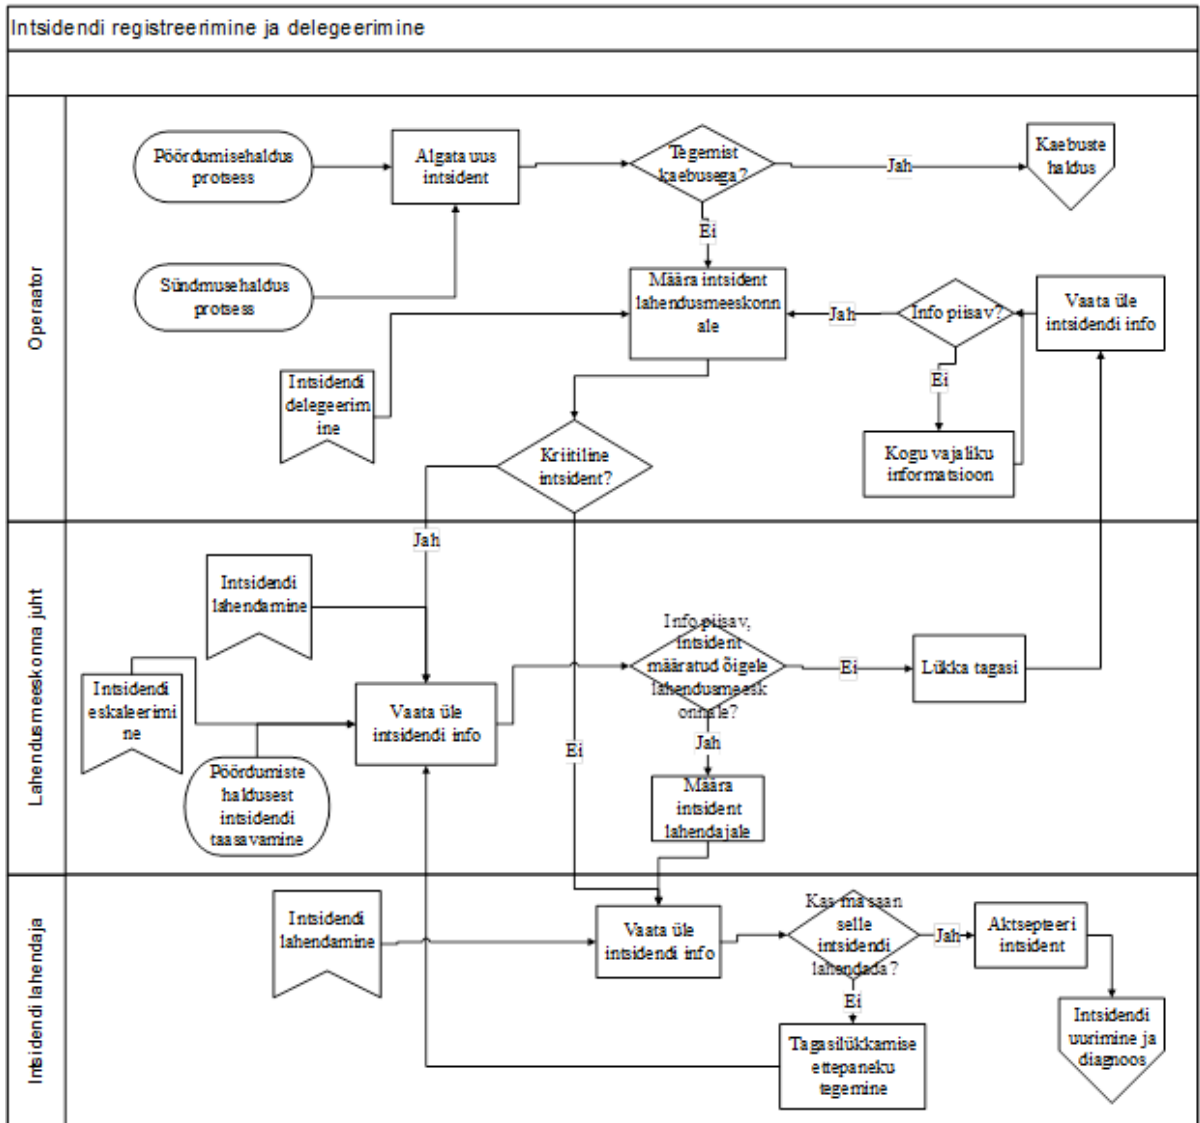 Intsidendi registreerimine ja delegeerimine
Operaator
Pöördumisehaldus
protsess
Algata uus
intsident
Tegemist
kaebusega?
Jah
Kaebuste
haldus
Ei
Sündmusehaldus
protsess
Määra intsident
lahendusmeeskon
nale
Jah
Info piisav?
Vaata üle
intsidendi info
Intsidendi
delegeerim
ine
Ei
Kogu vajaliku
informatsioon
Kriitiline
intsident?
Lahendusmeeskonna juht
Jah
Intsidendi
lahendamine
Info piisav,
intsident
määratud õigele
lahendusmeesk
onnale?
Ei
Lükka tagasi
Intsidendi
eskaleerimi
ne
Vaata üle
intsidendi info
Ei
Jah
Pöördumiste
haldusest
intsidendi
taasavamine
Määra
intsident
lahendajale
Intsidendi lahendaja
Intsidendi
lahendamine
Vaata üle
intsidendi info
Kas ma saan
selle
intsidendi
lahendada?
Jah
Aktsepteeri
intsident
Ei
Tagasilükkamise
ettepaneku
tegemine
Intsidendi
uurimine ja
diagnoos